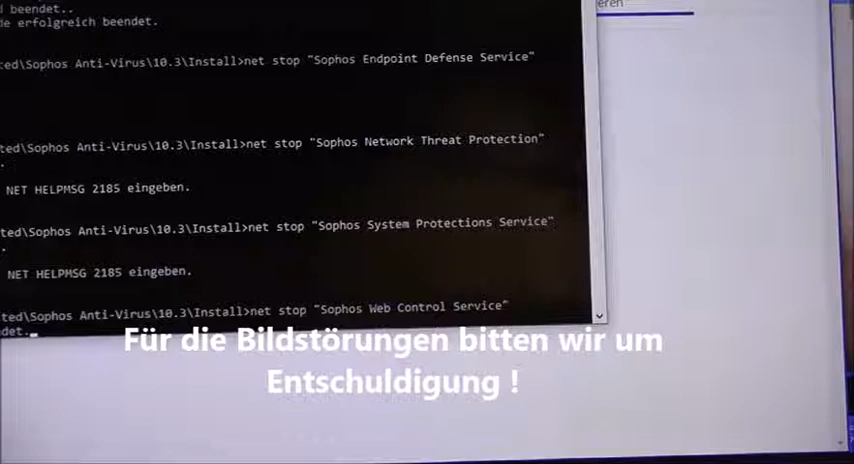 beendet..
de erfolgreich beendet.
eren
ted\Sophos Anti-Virus\10.3\Install>net stop "Sophos Endpoint Defense Service"
ted\Sophos Anti-Virus\10.3\Install>net stop "Sophos Network Threat Protection"
.
NET HELPMSG 2185 eingeben.
ted\Sophos Anti-Virus\10.3\Install>net stop "Sophos System Protections Service"
.
NET HELPMSG 2185 eingeben.
ted\Sophos Anti-Virus\10.3\Install>net stop "Sophos Web Control Service"
det.
Für die Bildstörungen bitten wir um
Entschuldigung !